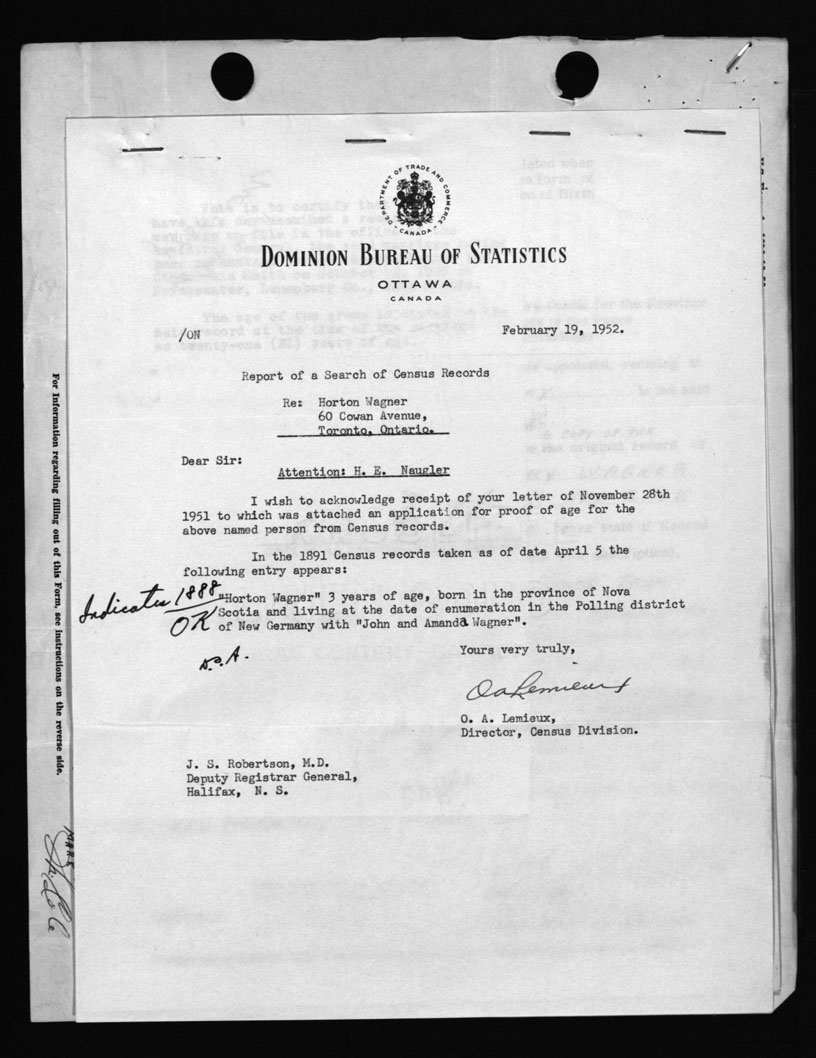 DEPARTMENT OF TRADE AND COMMERCE
CANADA
DOMINION BUREAU OF STATISTICS
OTTAWA
CANADA
/ON
February 19, 1952.
Report of a Search of Census Records
Re: Horton Wagner
60 Cowan Avenue,
Toronto, Ontario.
Dear Sir:
Attention: H. E. Naugler
I wish to acknowledge receipt of your letter of November 28th
1951 to which was attached an application for proof of age for the
above named person from Census records.
In the 1891 Census records taken as of date April 5 the
following entry appears:
Indicates 1888
"Horton Wagner" 3 years of age, born in the province of Nova
Scotia and living at the date of enumeration in the Polling district
OK
of New Germany with "John and Amanda Wagner".
Yours very truly,
O. A. Lemieux
O. A. Lemieux,
Director, Census Division.
J. S. Robertson, M.D.
Deputy Registrar General,
Halifax, N. S.
For Information regarding filling out of this Form, see instructions on the reverse side.